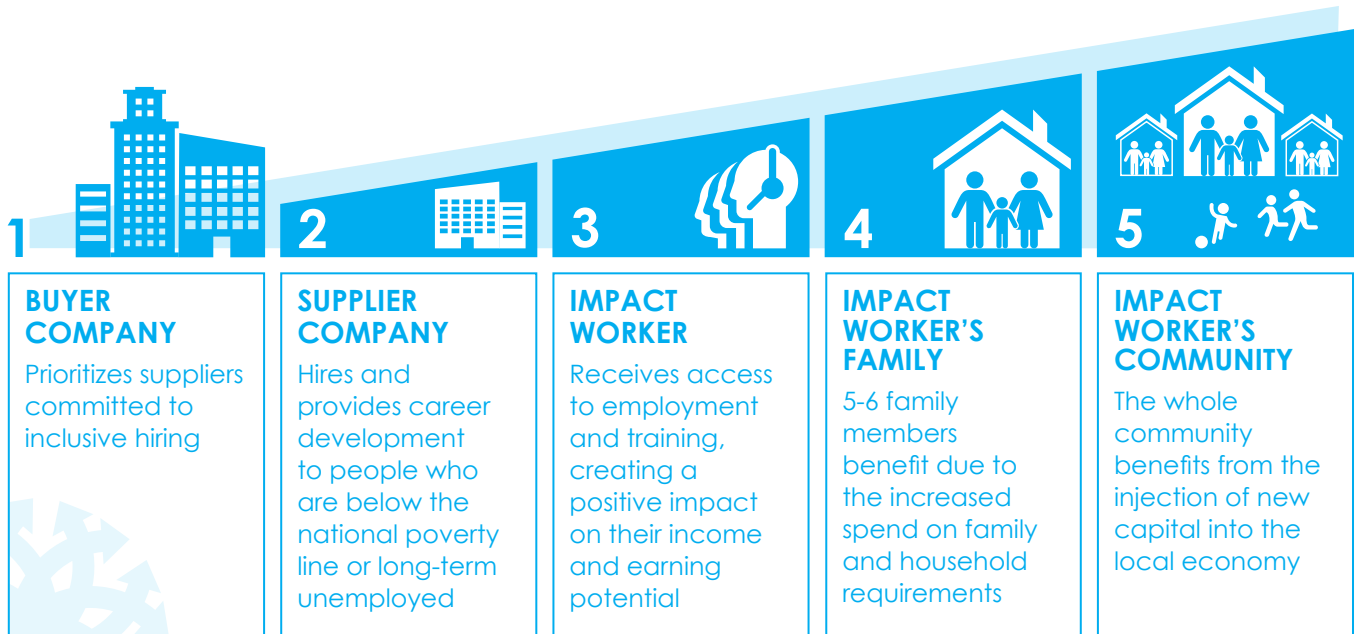 1
BUYER
COMPANY
Prioritizes suppliers
committed to
inclusive hiring
2
SUPPLIER
COMPANY
Hires and
provides career
development
to people who
are below the
national poverty
line or long-term
unemployed
3
IMPACT
WORKER
Receives access
to employment
and training,
creating a
positive impact
on their income
and earning
potential
4
IMPACT
WORKER’S
FAMILY
5-6 family
members
benefit due to
the increased
spend on family
and household
requirements
5
IMPACT
WORKER’S
COMMUNITY
The whole
community
benefits from the
injection of new
capital into the
local economy